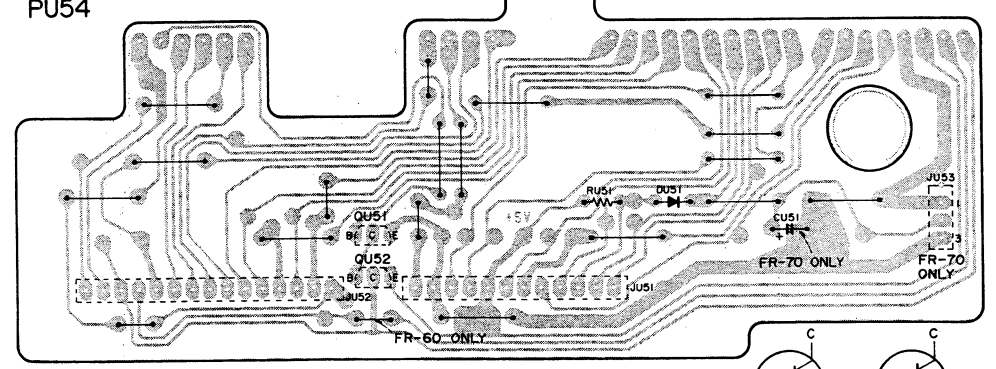 PU54
JU53
1
RU51
DU51
QU51
+5V
CU51
B C E
+
3
FR-70 ONLY
FR-70
ONLY
QU52
B C E
JU52
JU51
FR-60 ONLY
C
C